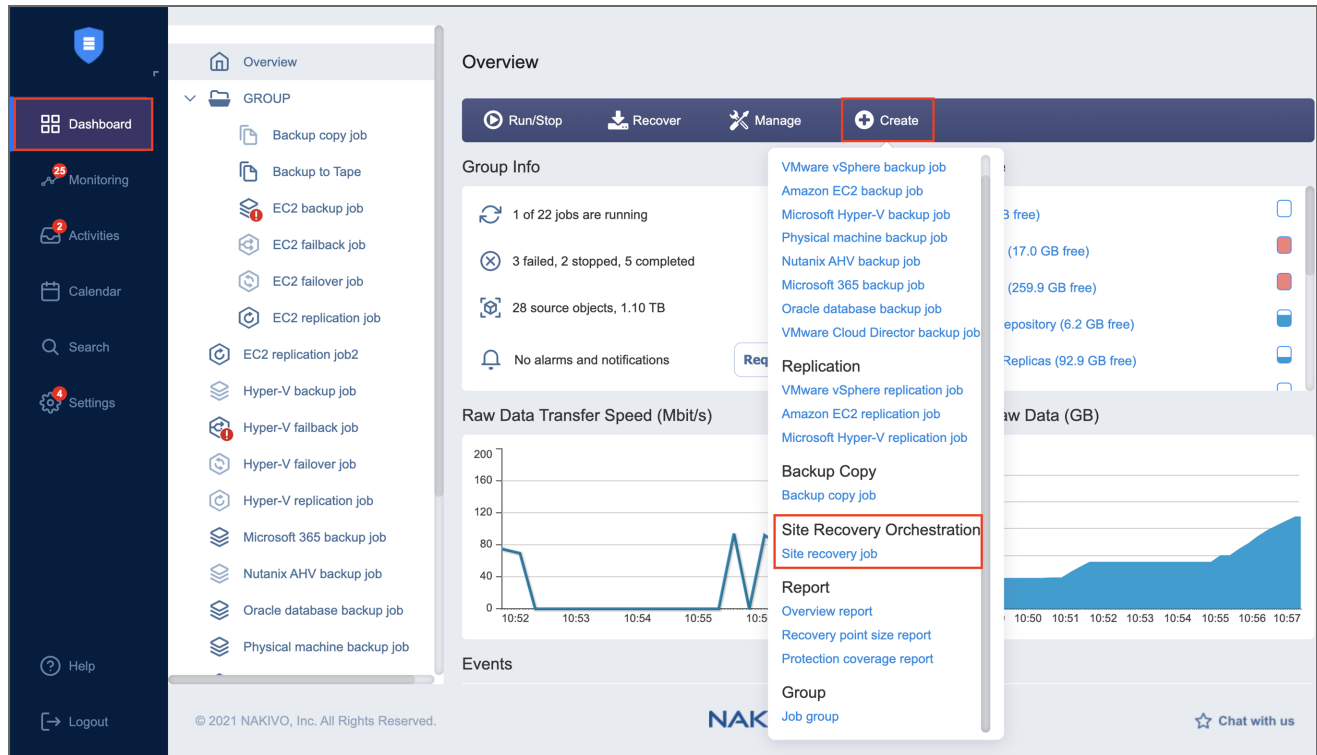 Dashboard
25
Monitoring
2
Activities
Calendar
Search
4
Settings
Help
Logout
Overview
GROUP
Backup copy job
Backup to Tape
EC2 backup job
EC2 failback job
EC2 failover job
EC2 replication job
EC2 replication job2
Hyper-V backup job
Hyper-V failback job
Hyper-V failover job
Hyper-V replication job
Microsoft 365 backup job
Nutanix AHV backup job
Oracle database backup job
Physical machine backup job
Overview
Run/Stop Recover Manage Create
Group Info
1 of 22 jobs are running
3 failed, 2 stopped, 5 completed
28 source objects, 1.10 TB
No alarms and notifications
Req
VMware vSphere backup job
Amazon EC2 backup job
Microsoft Hyper-V backup job
Physical machine backup job
Nutanix AHV backup job
Microsoft 365 backup job
Oracle database backup job
VMware Cloud Director backup job
Replication
VMware vSphere replication job
Amazon EC2 replication job
Microsoft Hyper-V replication job
Backup Copy
Backup copy job
Site Recovery Orchestration
Site recovery job
Report
Overview report
Recovery point size report
Protection coverage report
Group
Job group
B free)
(17.0 GB free)
(259.9 GB free)
epository (6.2 GB free)
Replicas (92.9 GB free)
Raw Data Transfer Speed (Mbit/s)
200
160
120
80
40
0
10:52 10:53 10:54 10:55 10:5
aw Data (GB)
10:50 10:51 10:52 10:53 10:54 10:55 10:56 10:57
Events
© 2021 NAKIVO, Inc. All Rights Reserved.
NAK
Chat with us